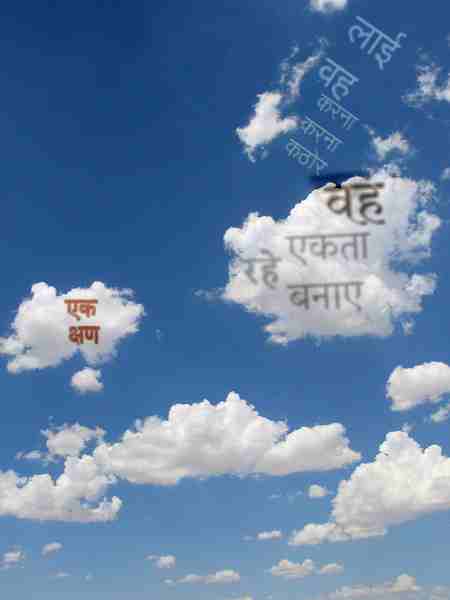 लाई
वह
करना
करना
कठोर
वह
रहे एकता
बनाए
एक
क्षण